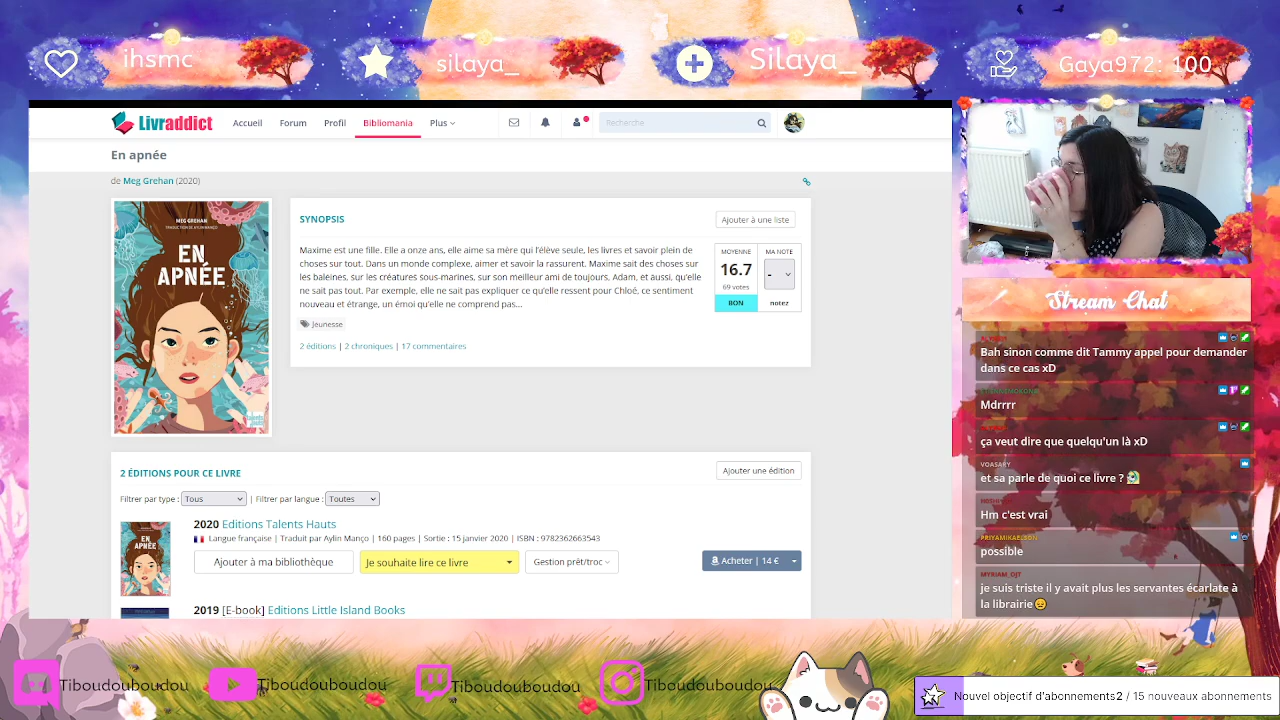 ihsmc
silaya_
Silaya_
Gaya972: 100
Livraddict
Accueil
Forum
Profil
Bibliomania
Plus
Recherche
En apnée
de Meg Grehan (2020)
MEG GREHAN
EN
APNÉE
SYNOPSIS
Ajouter à une liste
Maxime est une fille. Elle a onze ans, elle aime sa mère qui l'élève seule, les livres et savoir plein de
choses sur tout. Dans un monde complexe, aimer et savoir la rassurent. Maxime sait des choses sur
les baleines, sur les créatures sous-marines, sur son meilleur ami de toujours, Adam, et aussi, qu'elle
ne sait pas tout. Par exemple, elle ne sait pas expliquer ce qu'elle ressent pour Chloé, ce sentiment
nouveau et étrange, un émoi qu'elle ne comprend pas...
MOYENNE
MA NOTE
16.7
-
69 votes
BON
notez
Jeunesse
2 éditions | 2 chroniques | 17 commentaires
2 ÉDITIONS POUR CE LIVRE
Ajouter une édition
Filtrer par type : Tous | Filtrer par langue : Toutes
EN
APNÉE
2020 Editions Talents Hauts
Langue française | Traduit par Aylin Manço | 160 pages | Sortie : 15 janvier 2020 | ISBN : 9782362663543
Ajouter à ma bibliothèque
Je souhaite lire ce livre
Gestion prêt/troc
Acheter | 14 €
2019 [E-book] Editions Little Island Books
Stream Chat
Bah sinon comme dit Tammy appel pour demander
dans ce cas xD
Mdrrrr
ça veut dire que quelqu'un là xD
VOASARY
et sa parle de quoi ce livre ?
Hm c'est vrai
PRIYAMIKAELSON
possible
MYRIAM_OJT
je suis triste il y avait plus les servantes écarlate à
la librairie
Tiboudouboudou
Tiboudouboudou
Tiboudouboudou
Tiboudouboudou
Nouvel objectif d'abonnements 2 / 15 nouveaux abonnements